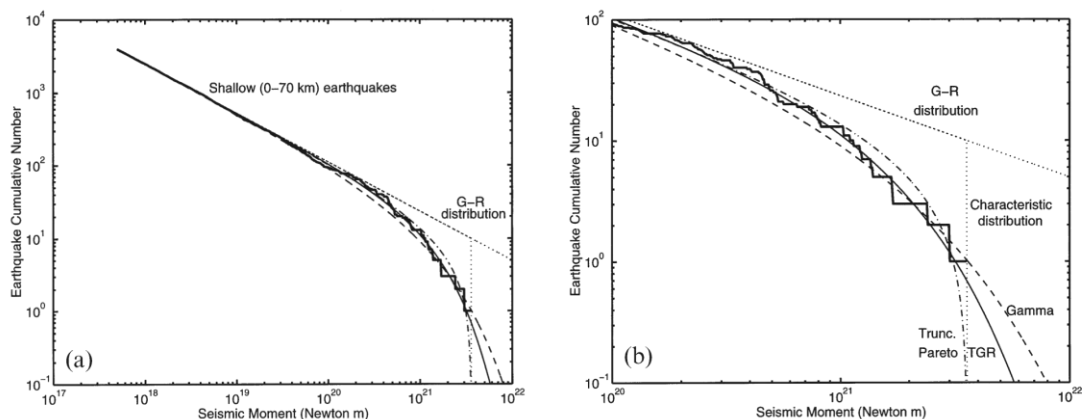 10^4
10^3
10^2
10^1
10^0
10^-1
Earthquake Cumulative Number
Shallow (0–70 km) earthquakes
G–R
distribution
(a)
10^17
10^18
10^19
10^20
10^21
10^22
Seismic Moment (Newton m)
10^2
10^1
10^0
10^-1
Earthquake Cumulative Number
G–R
distribution
Characteristic
distribution
Gamma
Trunc.
Pareto
TGR
(b)
10^20
10^21
10^22
Seismic Moment (Newton m)